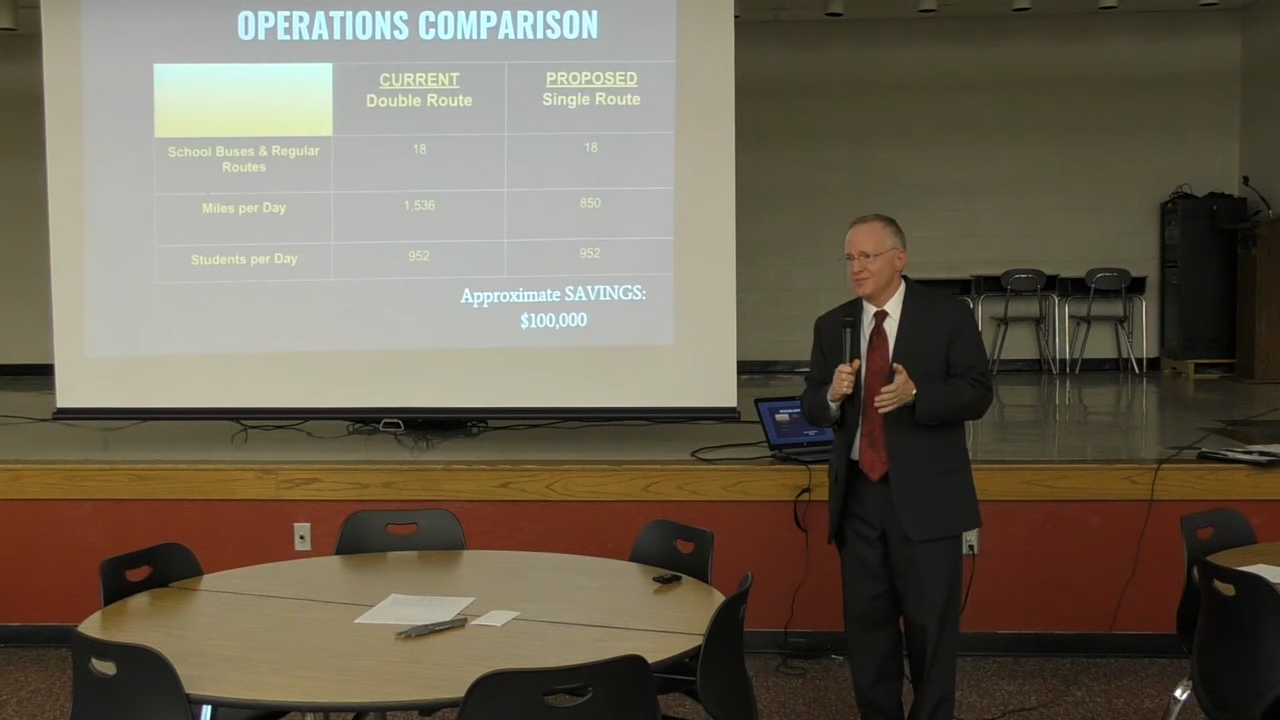 OPERATIONS COMPARISON
CURRENT
Double Route
PROPOSED
Single Route
School Buses & Regular
Routes
18
18
Miles per Day
1,536
850
Students per Day
952
952
Approximate SAVINGS:
$100,000